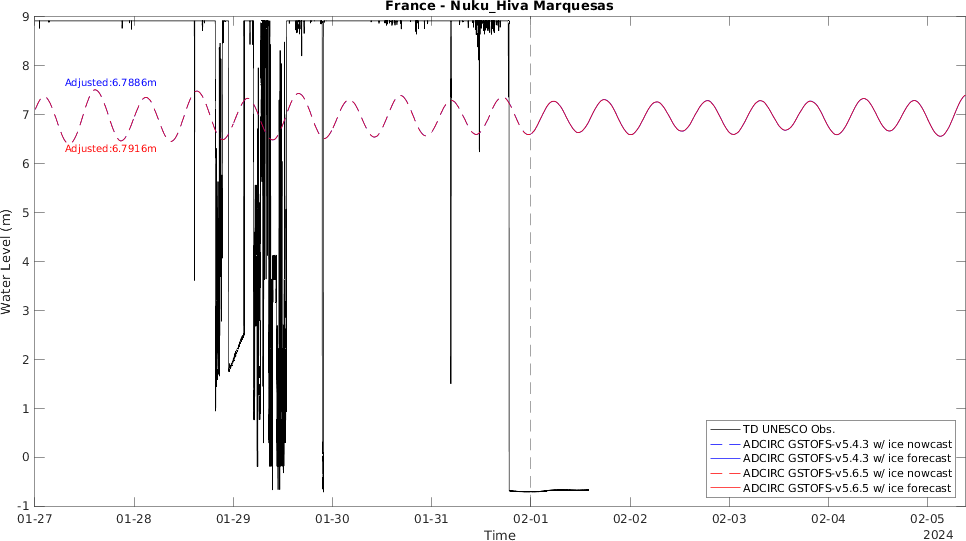 France - Nuku_Hiva Marquesas
9
8
7
6
5
4
3
2
1
0
-1
Water Level (m)
Adjusted:6.7886m
Adjusted:6.7916m
TD UNESCO Obs.
ADCIRC GSTOFS-v5.4.3 w/ ice nowcast
ADCIRC GSTOFS-v5.4.3 w/ ice forecast
ADCIRC GSTOFS-v5.6.5 w/ ice nowcast
ADCIRC GSTOFS-v5.6.5 w/ ice forecast
01-27 01-28 01-29 01-30 01-31 02-01 02-02 02-03 02-04 02-05
Time
2024